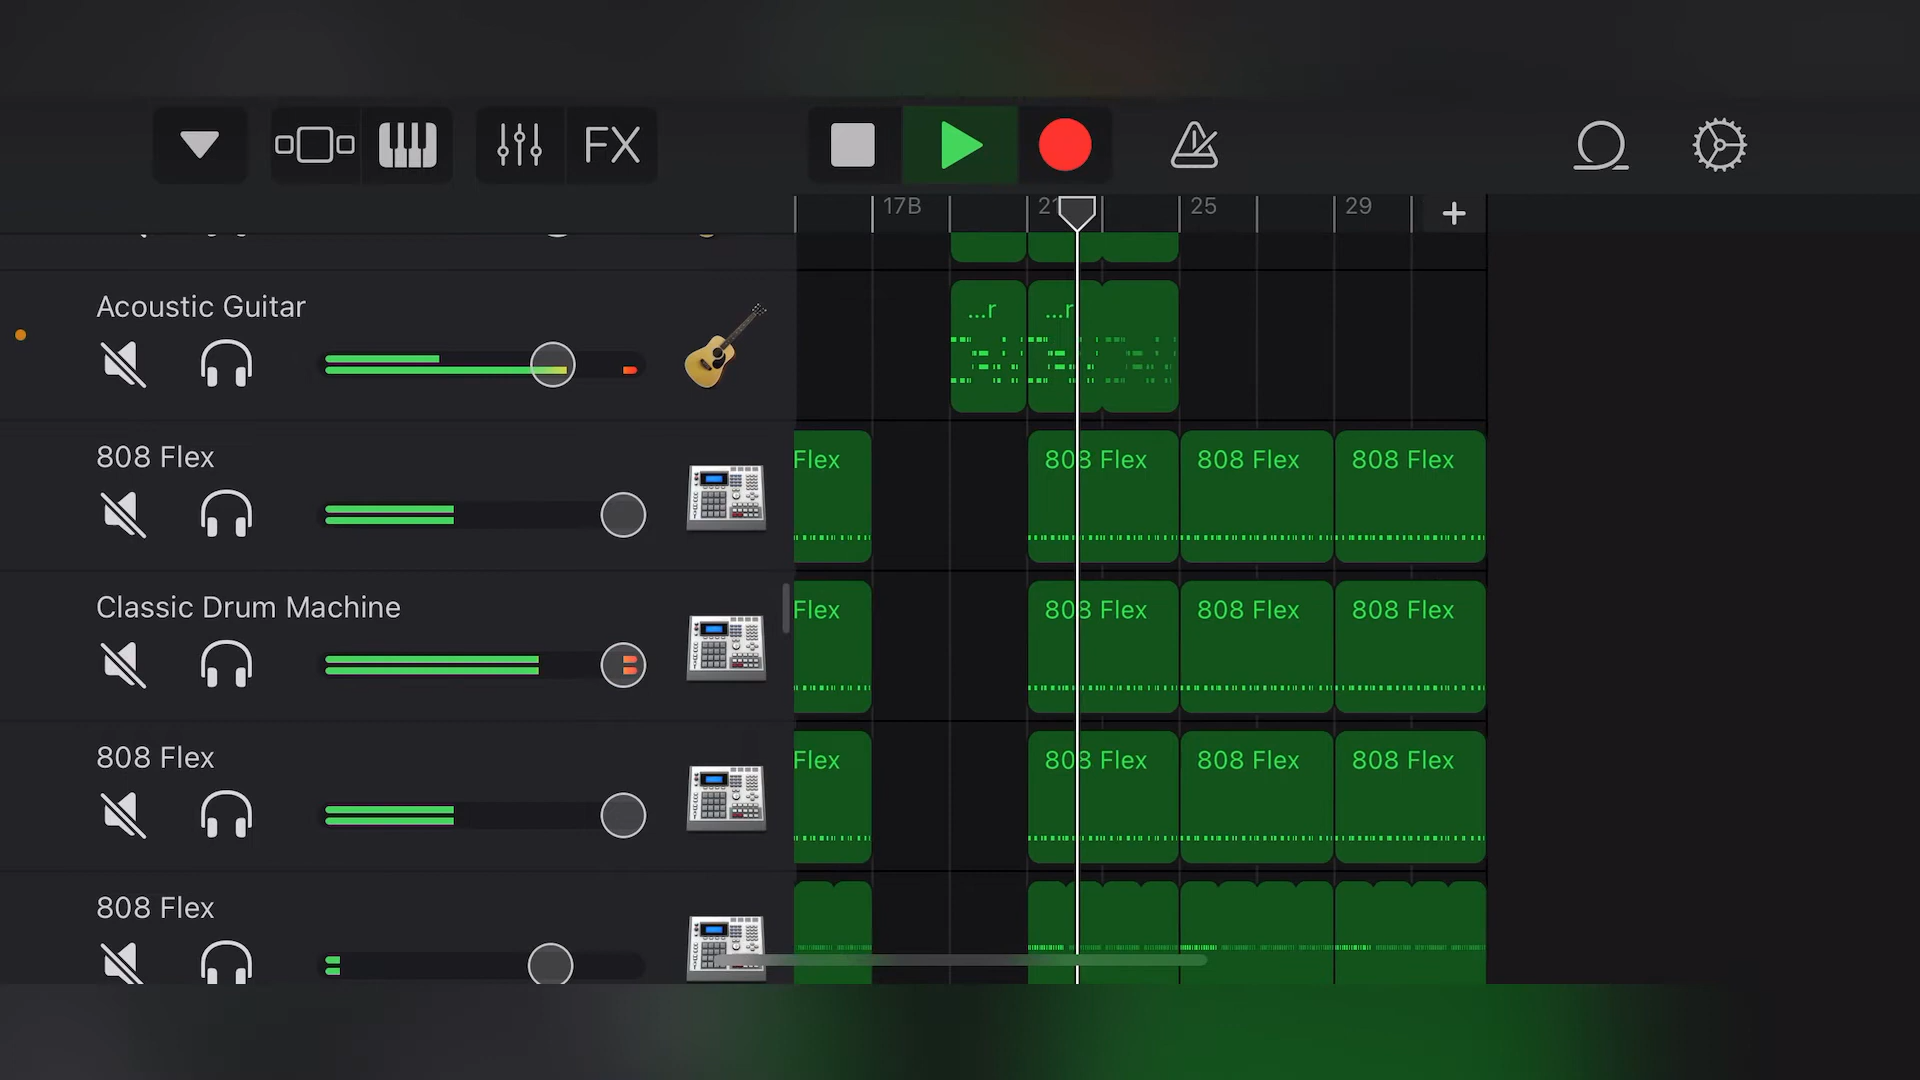 FX
17B 21 25 29
Acoustic Guitar
...r ...r
808 Flex
Flex 808 Flex 808 Flex 808 Flex
Classic Drum Machine
Flex 808 Flex 808 Flex 808 Flex
808 Flex
Flex 808 Flex 808 Flex 808 Flex
808 Flex